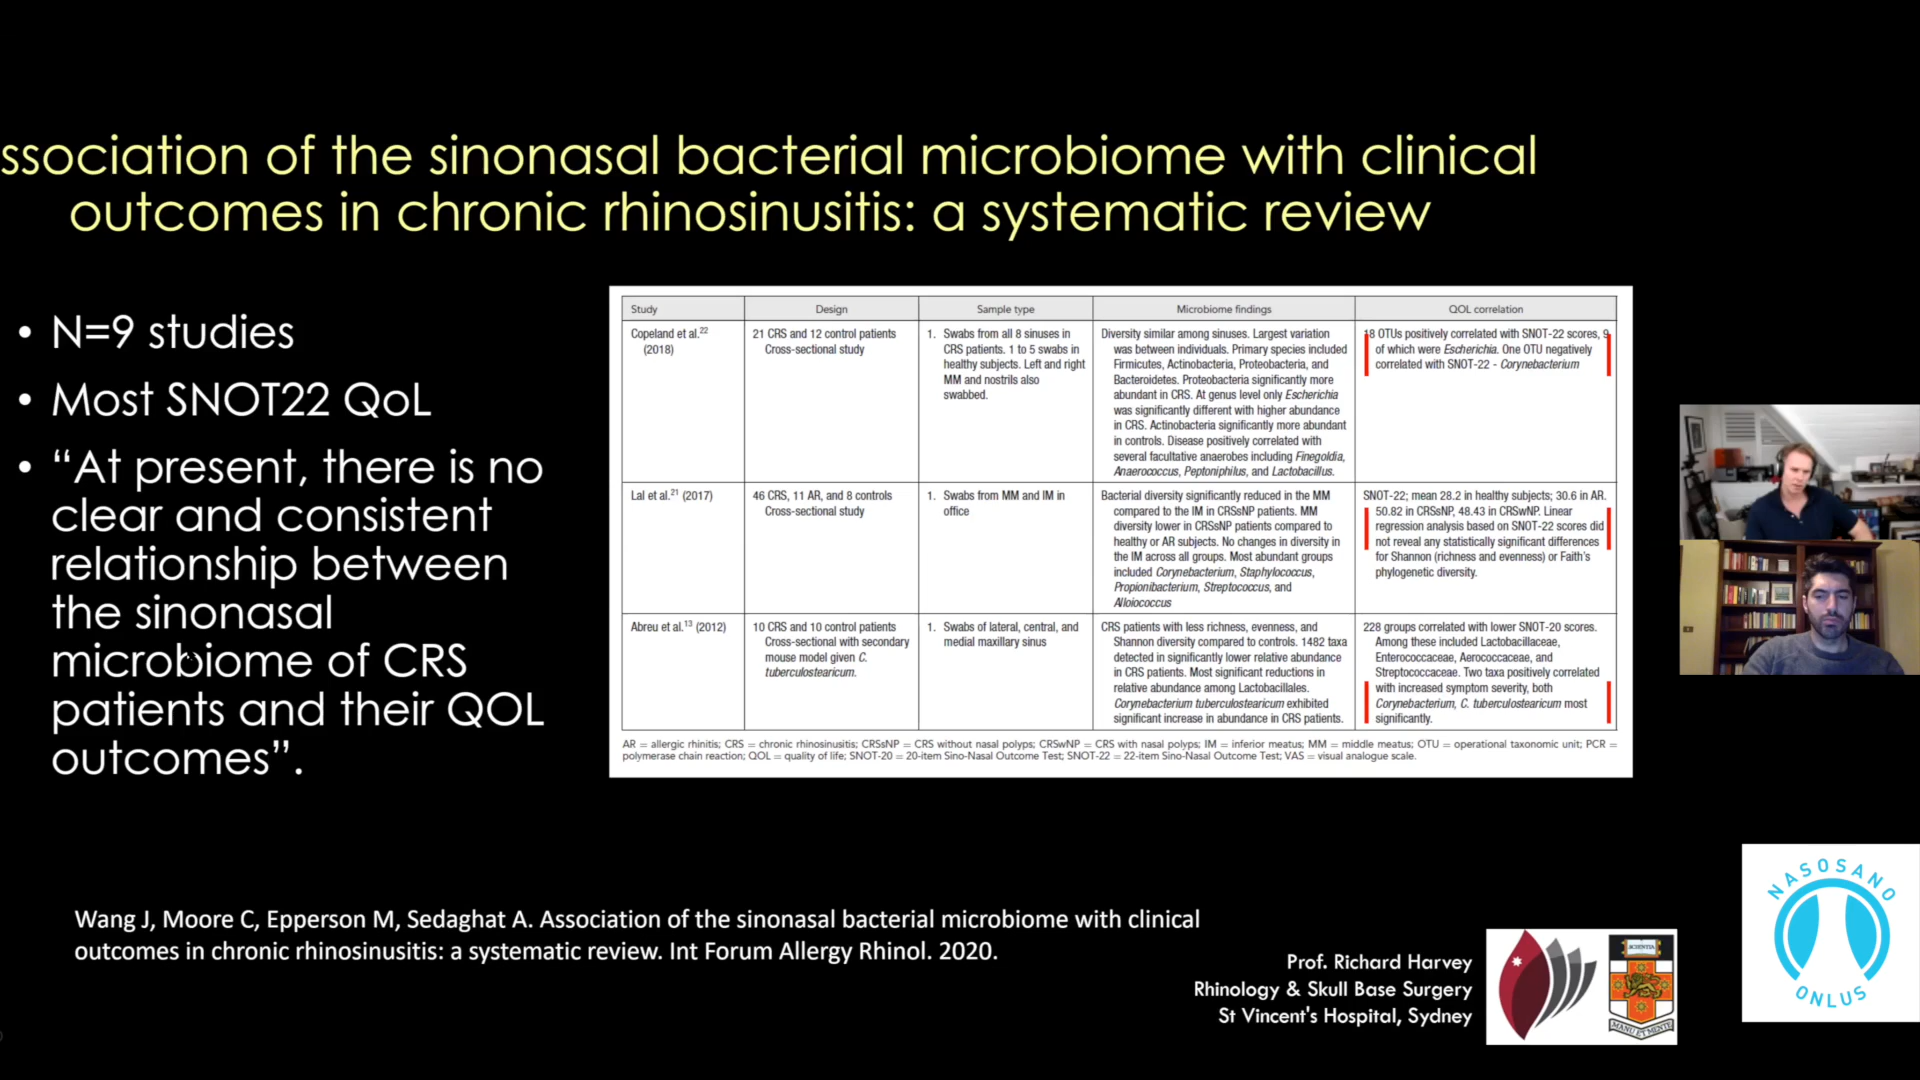 ssociation of the sinonasal bacterial microbiome with clinical
outcomes in chronic rhinosinusitis: a systematic review
• N=9 studies
• Most SNOT22 QoL
• “At present, there is no
clear and consistent
relationship between
the sinonasal
microbiome of CRS
patients and their QOL
outcomes”.
Study Design Sample type Microbiome findings QOL correlation
Copeland et al.22
(2018)
21 CRS and 12 control patients
Cross-sectional study
1. Swabs from all 8 sinuses in
CRS patients. 1 to 5 swabs in
healthy subjects. Left and right
MM and nostrils also
swabbed.
Diversity similar among sinuses. Largest variation
was between individuals. Primary species included
Firmicutes, Actinobacteria, Proteobacteria, and
Bacteroidetes. Proteobacteria significantly more
abundant in CRS. At genus level only Escherichia
was significantly different with higher abundance
in CRS. Actinobacteria significantly more abundant
in controls. Disease positively correlated with
several facultative anaerobes including Finegoldia,
Anaerococcus, Peptoniphilus, and Lactobacillus.
18 OTUs positively correlated with SNOT-22 scores, 9
of which were Escherichia. One OTU negatively
correlated with SNOT-22 - Corynebacterium
Lal et al.21 (2017)
46 CRS, 11 AR, and 8 controls
Cross-sectional study
1. Swabs from MM and IM in
office
Bacterial diversity significantly reduced in the MM
compared to the IM in CRSsNP patients. MM
diversity lower in CRSsNP patients compared to
healthy or AR subjects. No changes in diversity in
the IM across all groups. Most abundant groups
included Corynebacterium, Staphylococcus,
Propionibacterium, Streptococcus, and
Alloiococcus
SNOT-22; mean 28.2 in healthy subjects; 30.6 in AR.
50.82 in CRSsNP, 48.43 in CRSwNP. Linear
regression analysis based on SNOT-22 scores did
not reveal any statistically significant differences
for Shannon (richness and evenness) or Faith's
phylogenetic diversity.
Abreu et al.13 (2012)
10 CRS and 10 control patients
Cross-sectional with secondary
mouse model given C.
tuberculostearicum.
1. Swabs of lateral, central, and
medial maxillary sinus
CRS patients with less richness, evenness, and
Shannon diversity compared to controls. 1482 taxa
detected in significantly lower relative abundance
in CRS patients. Most significant reductions in
relative abundance among Lactobacillales.
Corynebacterium tuberculostearicum exhibited
significant increase in abundance in CRS patients.
228 groups correlated with lower SNOT-20 scores.
Among these included Lactobacillaceae,
Enterococcaceae, Aerococcaceae, and
Streptococcaceae. Two taxa positively correlated
with increased symptom severity, both
Corynebacterium, C. tuberculostearicum most
significantly.
AR = allergic rhinitis; CRS = chronic rhinosinusitis; CRSsNP = CRS without nasal polyps; CRSwNP = CRS with nasal polyps; IM = inferior meatus; MM = middle meatus; OTU = operational taxonomic unit; PCR =
polymerase chain reaction; QOL = quality of life; SNOT-20 = 20-item Sino-Nasal Outcome Test; SNOT-22 = 22-item Sino-Nasal Outcome Test; VAS = visual analogue scale.
Wang J, Moore C, Epperson M, Sedaghat A. Association of the sinonasal bacterial microbiome with clinical
outcomes in chronic rhinosinusitis: a systematic review. Int Forum Allergy Rhinol. 2020.
Prof. Richard Harvey
Rhinology & Skull Base Surgery
St Vincent's Hospital, Sydney
SCIENTIA
MANU ET MENTE
NASOSANO
ONLUS